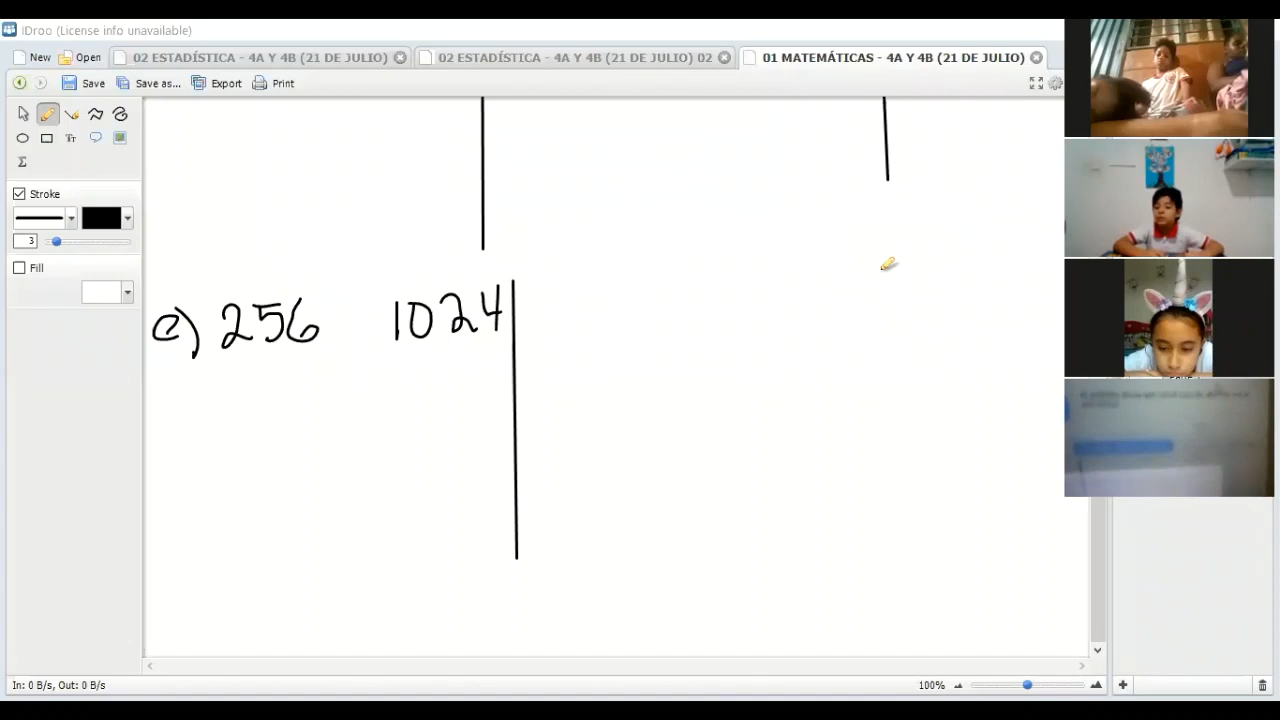 IDroo (License info unavailable)
New Open 02 ESTADÍSTICA - 4A Y 4B (21 DE JULIO) 02 ESTADÍSTICA - 4A Y 4B (21 DE JULIO) 02 01 MATEMÁTICAS - 4A Y 4B (21 DE JULIO)
Save Save as... Export Print
Tт
Σ
Stroke
3
Fill
e) 256 1024
In: 0 B/s, Out: 0 B/s 100%